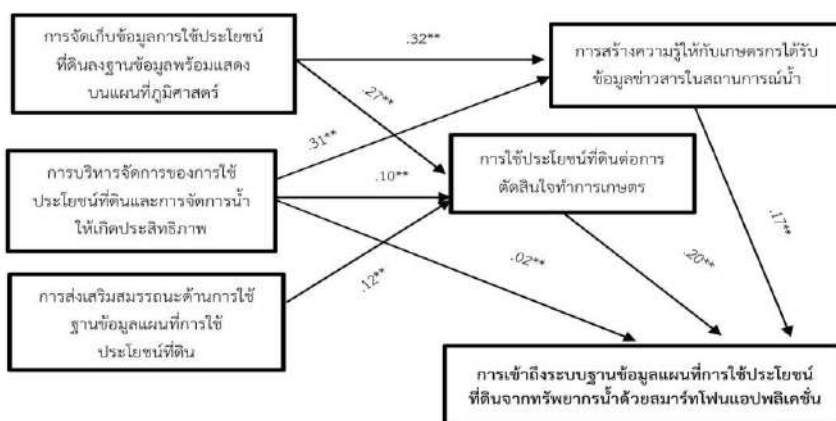 การจัดเก็บข้อมูลการใช้ประโยชน์
ที่ดินลงฐานข้อมูลพร้อมแสดง
บนแผนที่ภูมิศาสตร์
.32**
การสร้างความรู้ให้กับเกษตรกรได้รับ
ข้อมูลข่าวสารในสถานการณ์น้ำ
.27**
.31**
การบริหารจัดการของการใช้
ประโยชน์ที่ดินและการจัดการน้ำ
ให้เกิดประสิทธิภาพ
.10**
การใช้ประโยชน์ที่ดินต่อการ
ตัดสินใจทำการเกษตร
.17**
.20**
.02**
.12**
การส่งเสริมสมรรถนะด้านการใช้
ฐานข้อมูลแผนที่การใช้
ประโยชน์ที่ดิน
การเข้าถึงระบบฐานข้อมูลแผนที่การใช้ประโยชน์
ที่ดินจากทรัพยากรน้ำด้วยสมาร์ทโฟนแอปพลิเคชั่น